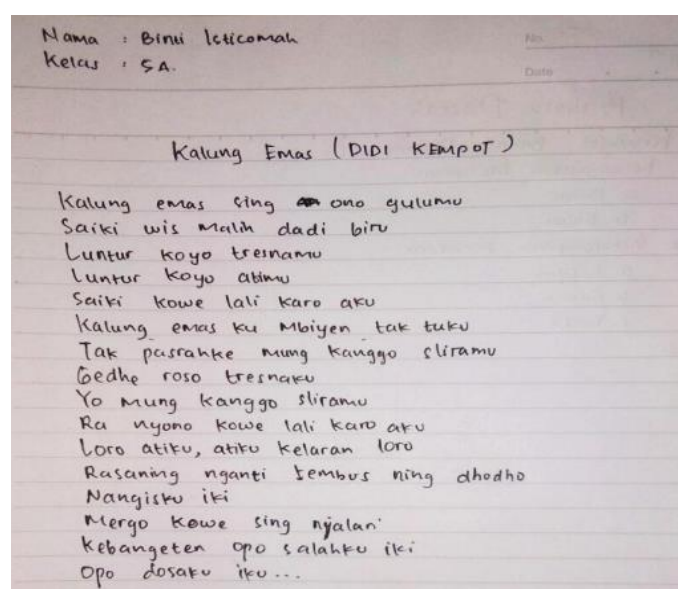 Nama : Binti Isticomah
Kelas : 5A.
No.
Date
Kalung Emas (DIDI KEMPOT)
Kalung emas sing ono gulumu
Saiki wis malih dadi biru
Luntur koyo tresnamu
Luntur koyo atimu
Saiki kowe lali karo aku
Kalung emas ku Mbiyen tak tuku
Tak pasrahke mung kanggo sliramu
Gedhe roso tresnaku
Yo mung kanggo sliramu
Ra nyono kowe lali karo aku
Loro atiku, atiku kelaran loro
Rasaning nganti tembus ning dhodho
Nangisku iki
Mergo kowe sing njalari
Kebangeten opo salahku iki
Opo dosaku iku...